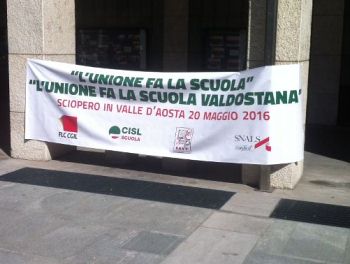 "L'UNIONE FA LA SCUOLA"
"L'UNIONE FA LA SCUOLA VALDOSTANA"
SCIOPERO IN VALLE D'AOSTA 20 MAGGIO 2016
FLC CGIL
CISL
SCUOLA
SNALS